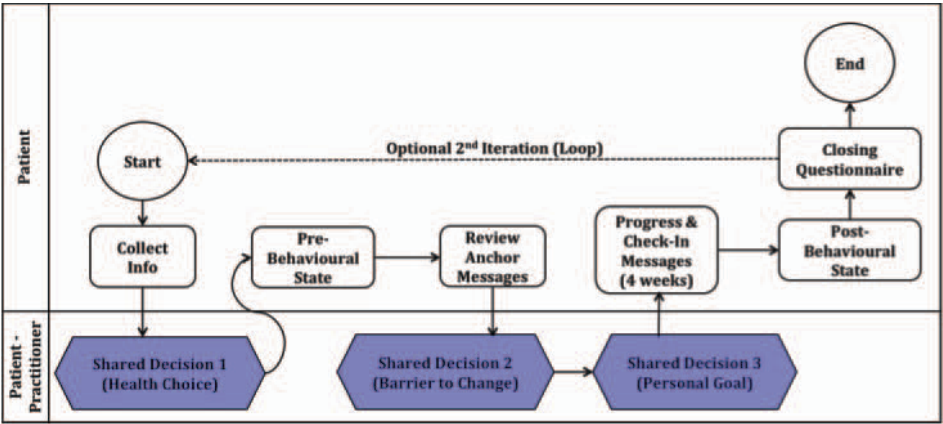 Patient
End
Optional 2nd Iteration (Loop)
Start
Closing
Questionnaire
Collect
Info
Pre-
Behavioural
State
Review
Anchor
Messages
Progress &
Check-In
Messages
(4 weeks)
Post-
Behavioural
State
Patient -
Practitioner
Shared Decision 1
(Health Choice)
Shared Decision 2
(Barrier to Change)
Shared Decision 3
(Personal Goal)